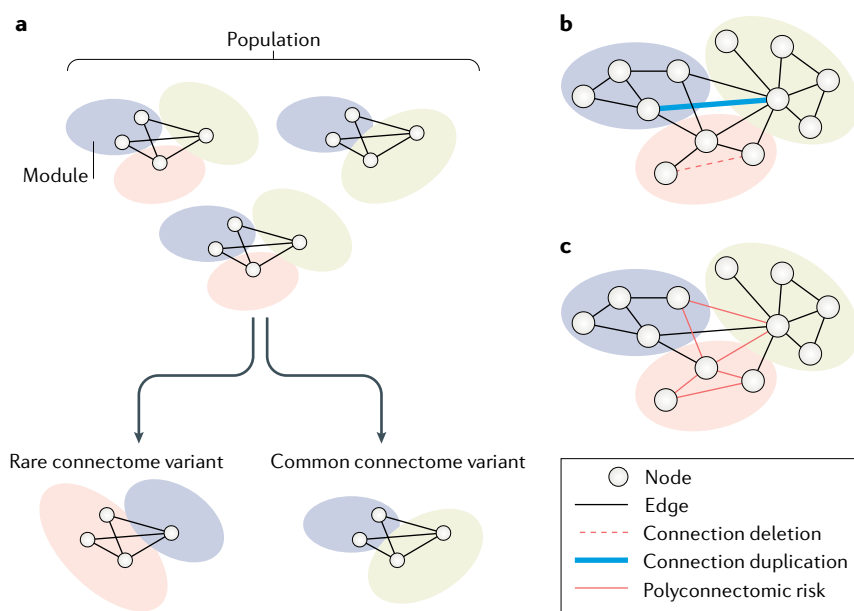 a
Population
Module
Rare connectome variant
Common connectome variant
b
c
Node
Edge
Connection deletion
Connection duplication
Polyconnectomic risk